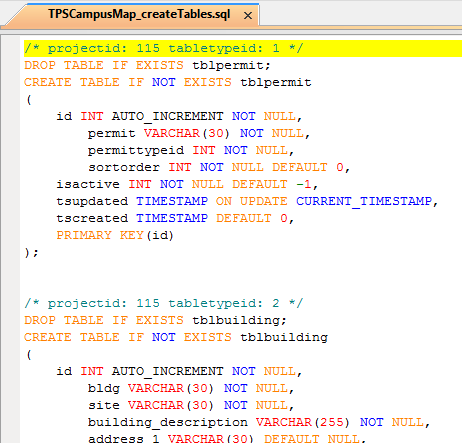 TPSCampusMap_createTables.sql
/* projectid: 115 tabletypeid: 1 */
DROP TABLE IF EXISTS tblpermit;
CREATE TABLE IF NOT EXISTS tblpermit
(
id INT AUTO_INCREMENT NOT NULL,
permit VARCHAR(30) NOT NULL,
permittypeid INT NOT NULL,
sortorder INT NOT NULL DEFAULT 0,
isactive INT NOT NULL DEFAULT -1,
tsupdated TIMESTAMP ON UPDATE CURRENT_TIMESTAMP,
tscreated TIMESTAMP DEFAULT 0,
PRIMARY KEY(id)
);
/* projectid: 115 tabletypeid: 2 */
DROP TABLE IF EXISTS tblbuilding;
CREATE TABLE IF NOT EXISTS tblbuilding
(
id INT AUTO_INCREMENT NOT NULL,
bldg VARCHAR(30) NOT NULL,
site VARCHAR(30) NOT NULL,
building_description VARCHAR(255) NOT NULL,
address_1 VARCHAR(30) DEFAULT NULL,